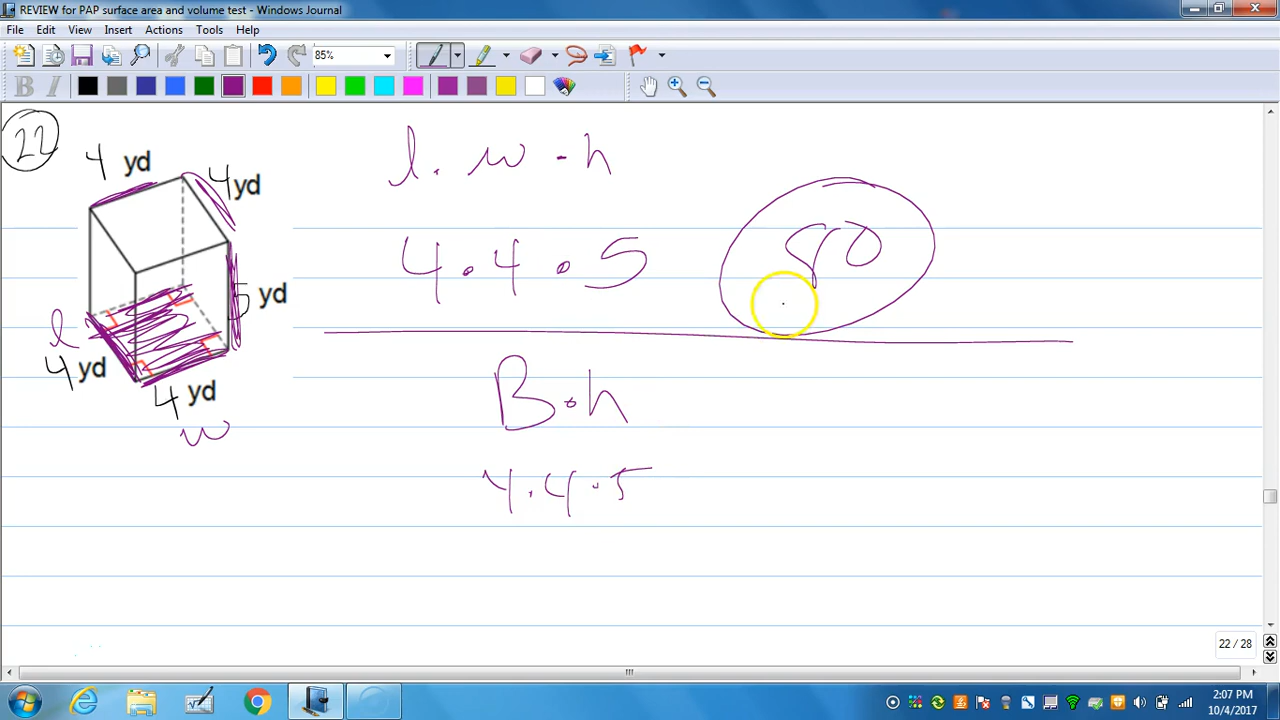 REVIEW for PAP surface area and volume test - Windows Journal
File Edit View Insert Actions Tools Help
85%
B I
22
4 yd
4 yd
5 yd
l
4 yd
4 yd
w
l · w · h
4 · 4 · 5
80
B · h
4 · 4 · 5
22 / 28
2:07 PM
10/4/2017